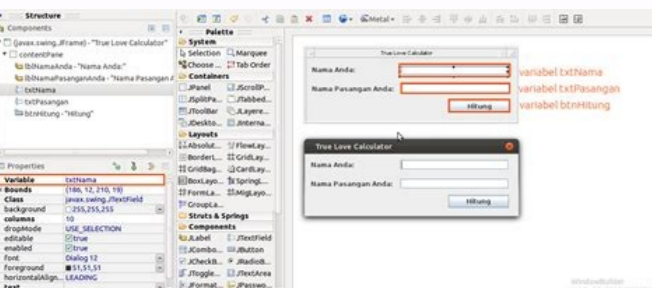 Structure
Components
(javax.swing.JFrame) - "True Love Calculator"
contentPane
lblNamaAnda - "Nama Anda:"
lblNamaPasanganAnda - "Nama Pasangan A
txtNama
txtPasangan
btnHitung - "Hitung"
Properties
Variable txtNama
Bounds (186, 12, 210, 19)
Class javax.swing.JTextField
background 255,255,255
columns 10
dropMode USE_SELECTION
editable true
enabled true
font Dialog 12
foreground 51,51,51
horizontalAlign... LEADING
text
Palette
System
Selection Marquee
Choose ... Tab Order
Containers
JPanel JScrollP...
JSplitPa... JTabbed...
JToolBar JLayere...
JDeskto... JInterna...
Layouts
Absolut... FlowLay...
BorderL... GridLay...
GridBag... CardLay...
BoxLayo... SpringL...
FormLa... MigLayo...
GroupLa...
Struts & Springs
Components
JLabel JTextField
JCombo... JButton
JCheckB... JRadioB...
JToggle... JTextArea
JFormat... JPasswo...
Metal
True Love Calculator
Nama Anda:
variabel txtNama
Nama Pasangan Anda:
variabel txtPasangan
Hitung
variabel btnHitung
True Love Calculator
Nama Anda:
Nama Pasangan Anda:
Hitung
WindowBuilder